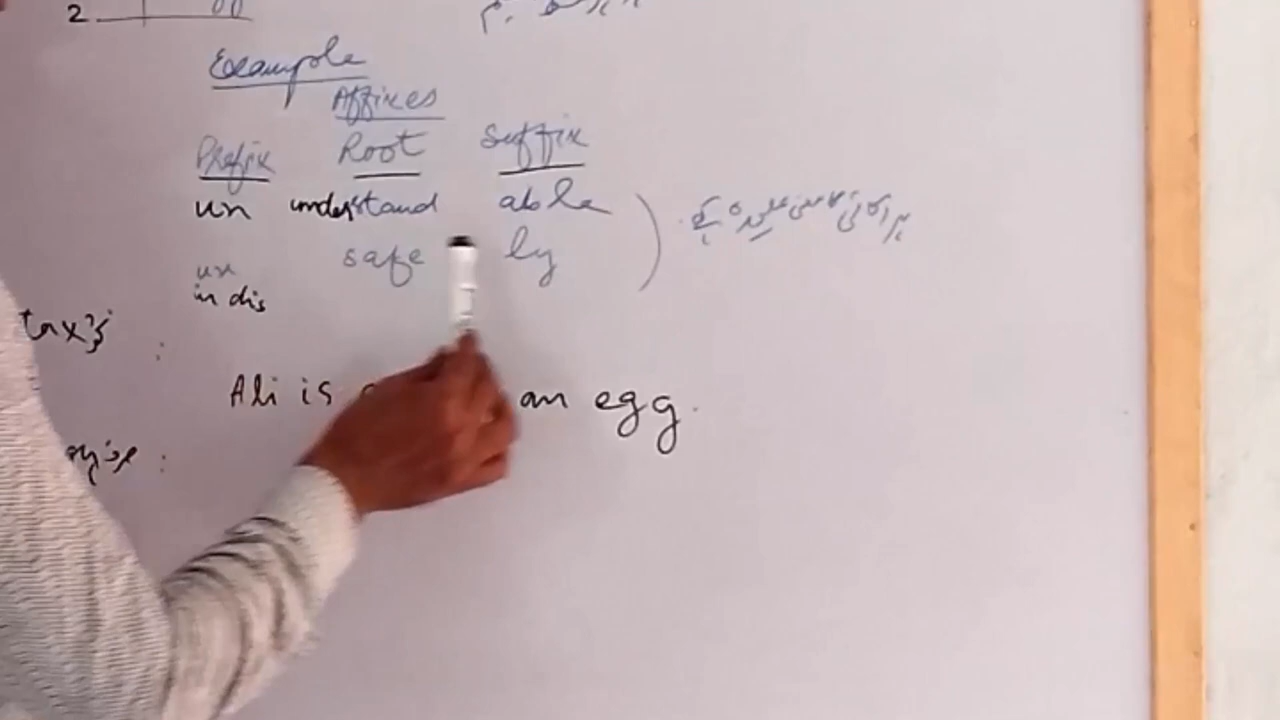 2
Example
Affixes
Prefix Root Suffix
un understand able
safe ly
un
in dis
Ali is an egg.